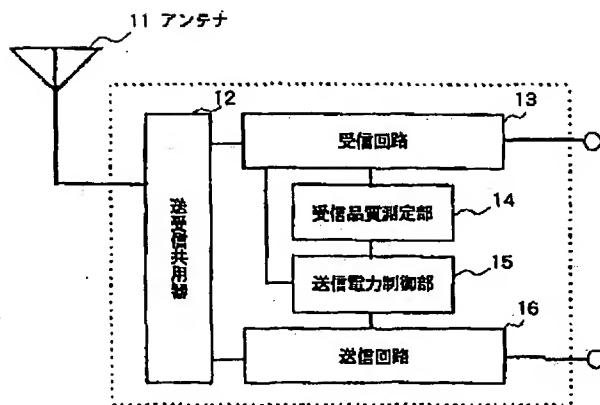 11 アンテナ
12
13
受信回路
送受信共用器
受信品質測定部
14
送信電力制御部
15
16
送信回路